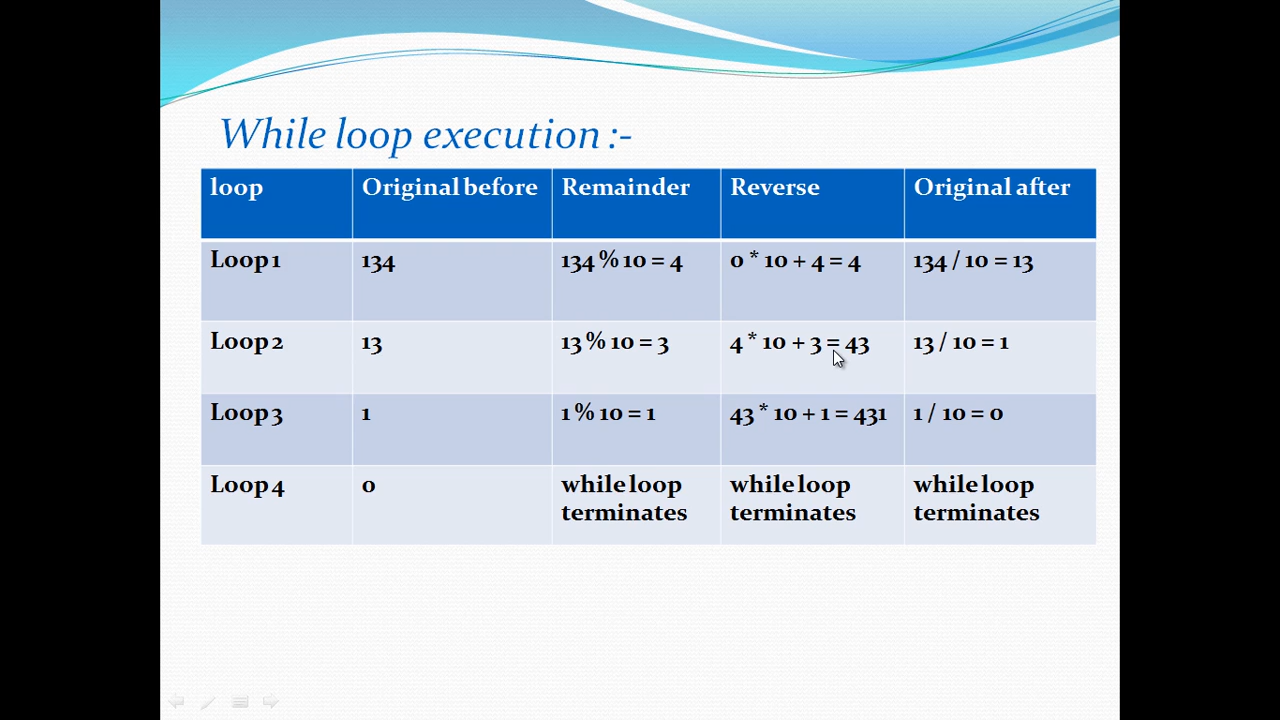 While loop execution :-
loop Original before Remainder Reverse Original after
Loop 1 134 134 % 10 = 4 0 * 10 + 4 = 4 134 / 10 = 13
Loop 2 13 13 % 10 = 3 4 * 10 + 3 = 43 13 / 10 = 1
Loop 3 1 1 % 10 = 1 43 * 10 + 1 = 431 1 / 10 = 0
Loop 4 0 while loop while loop while loop
terminates terminates terminates